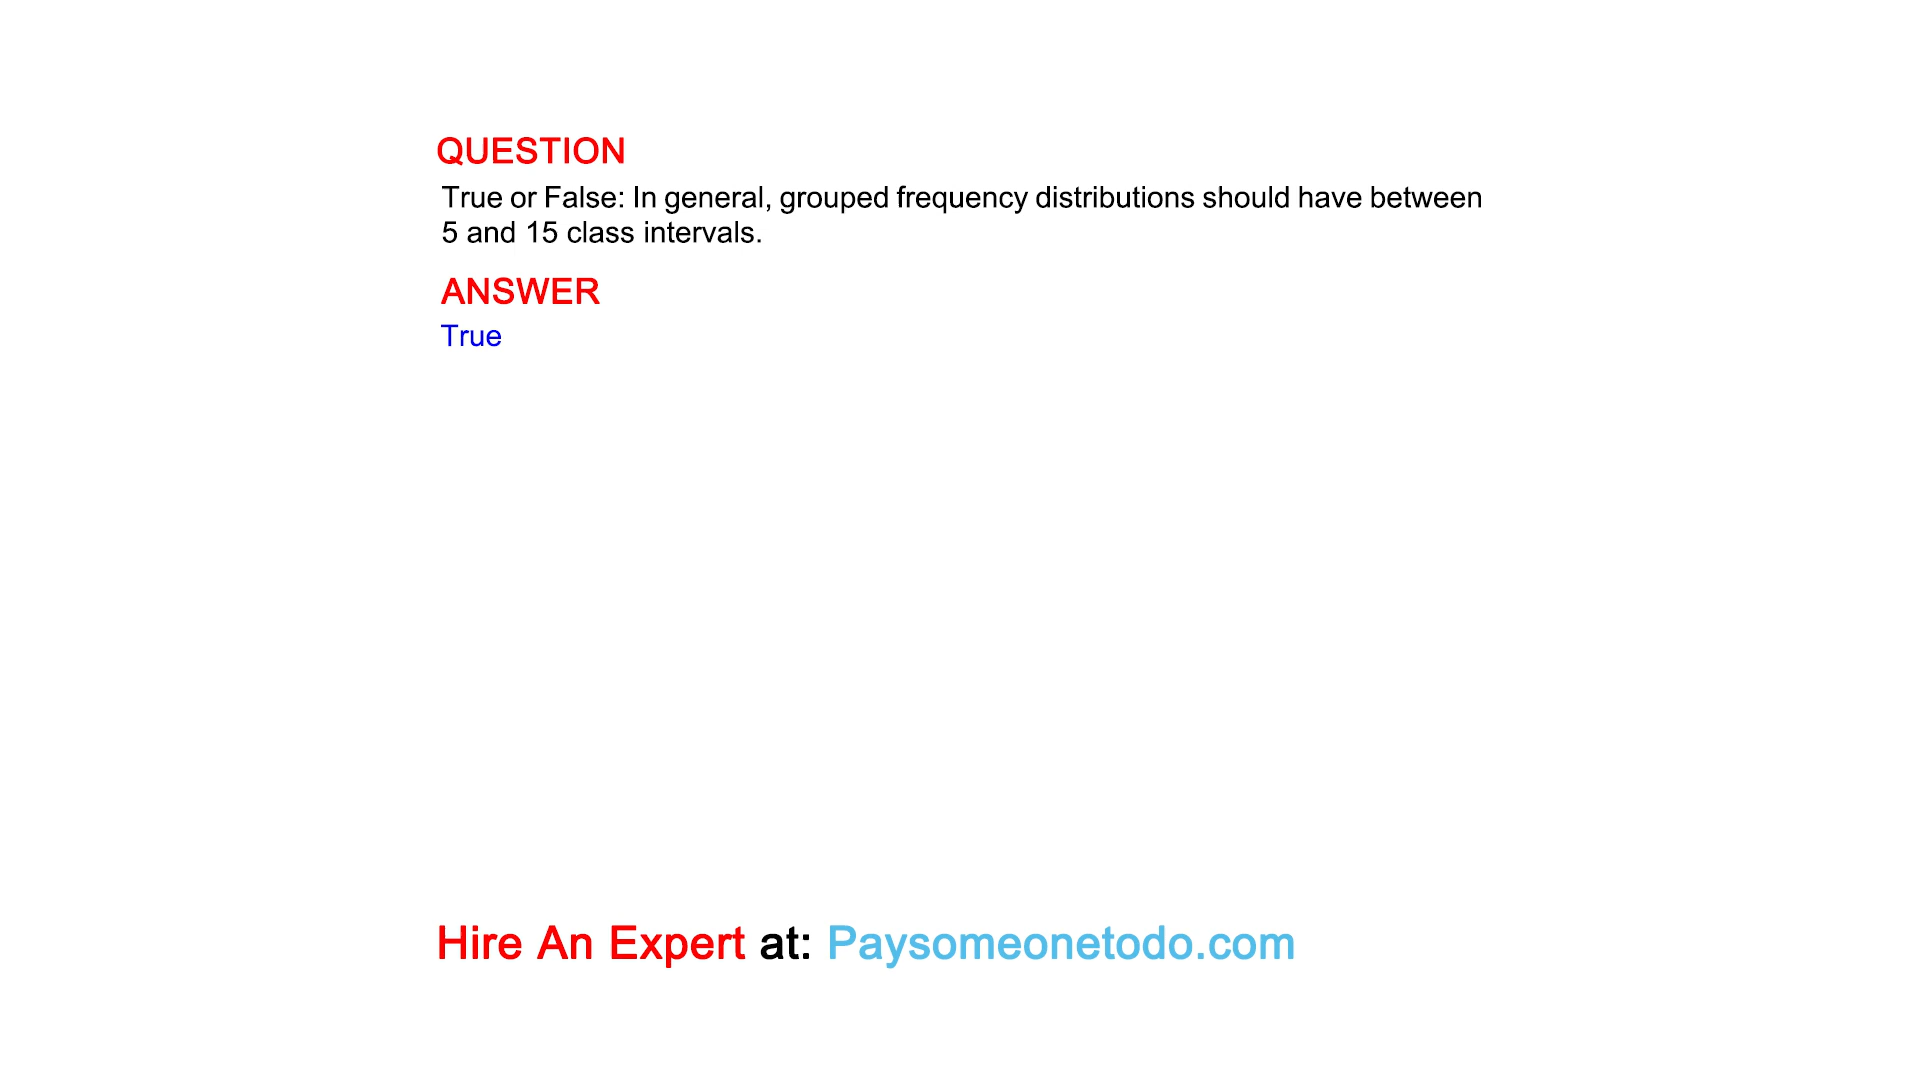 QUESTION
True or False: In general, grouped frequency distributions should have between
5 and 15 class intervals.
ANSWER
True
Hire An Expert at: Paysomeonetodo.com